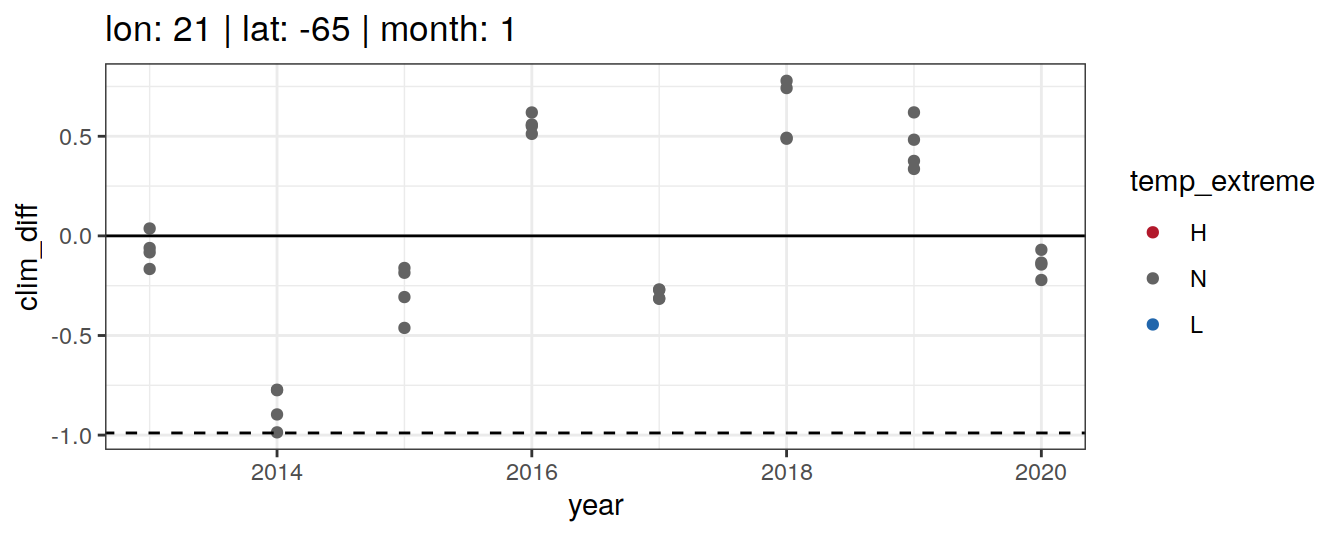 lon: 21 | lat: -65 | month: 1
clim_diff
0.5
0.0
-0.5
-1.0
2014
2016
2018
2020
year
temp_extreme
H
N
L